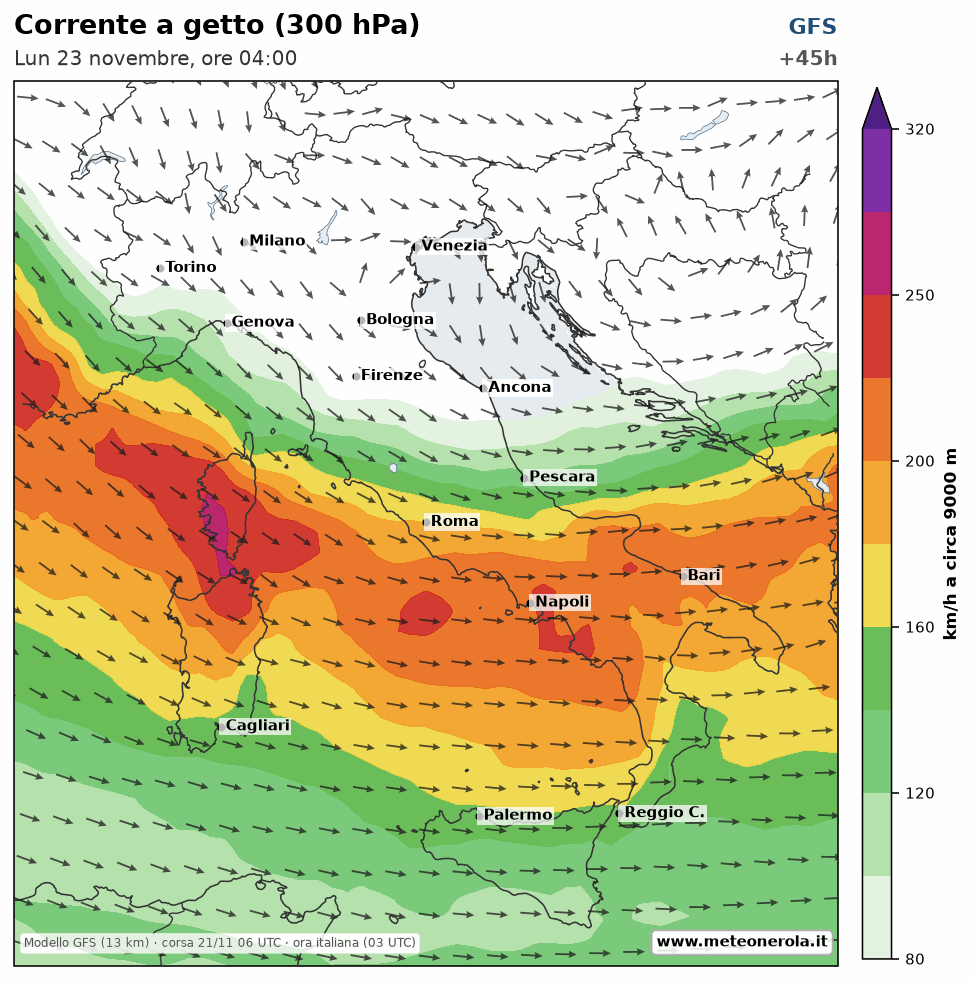 Corrente a getto (300 hPa)
GFS
Lun 23 novembre, ore 04:00
+45h
320
250
200
160
120
80
km/h a circa 9000 m
Milano
Venezia
Torino
Genova
Bologna
Firenze
Ancona
Pescara
Roma
Bari
Napoli
Cagliari
Palermo
Reggio C.
Modello GFS (13 km) · corsa 21/11 06 UTC · ora italiana (03 UTC)
www.meteonerola.it